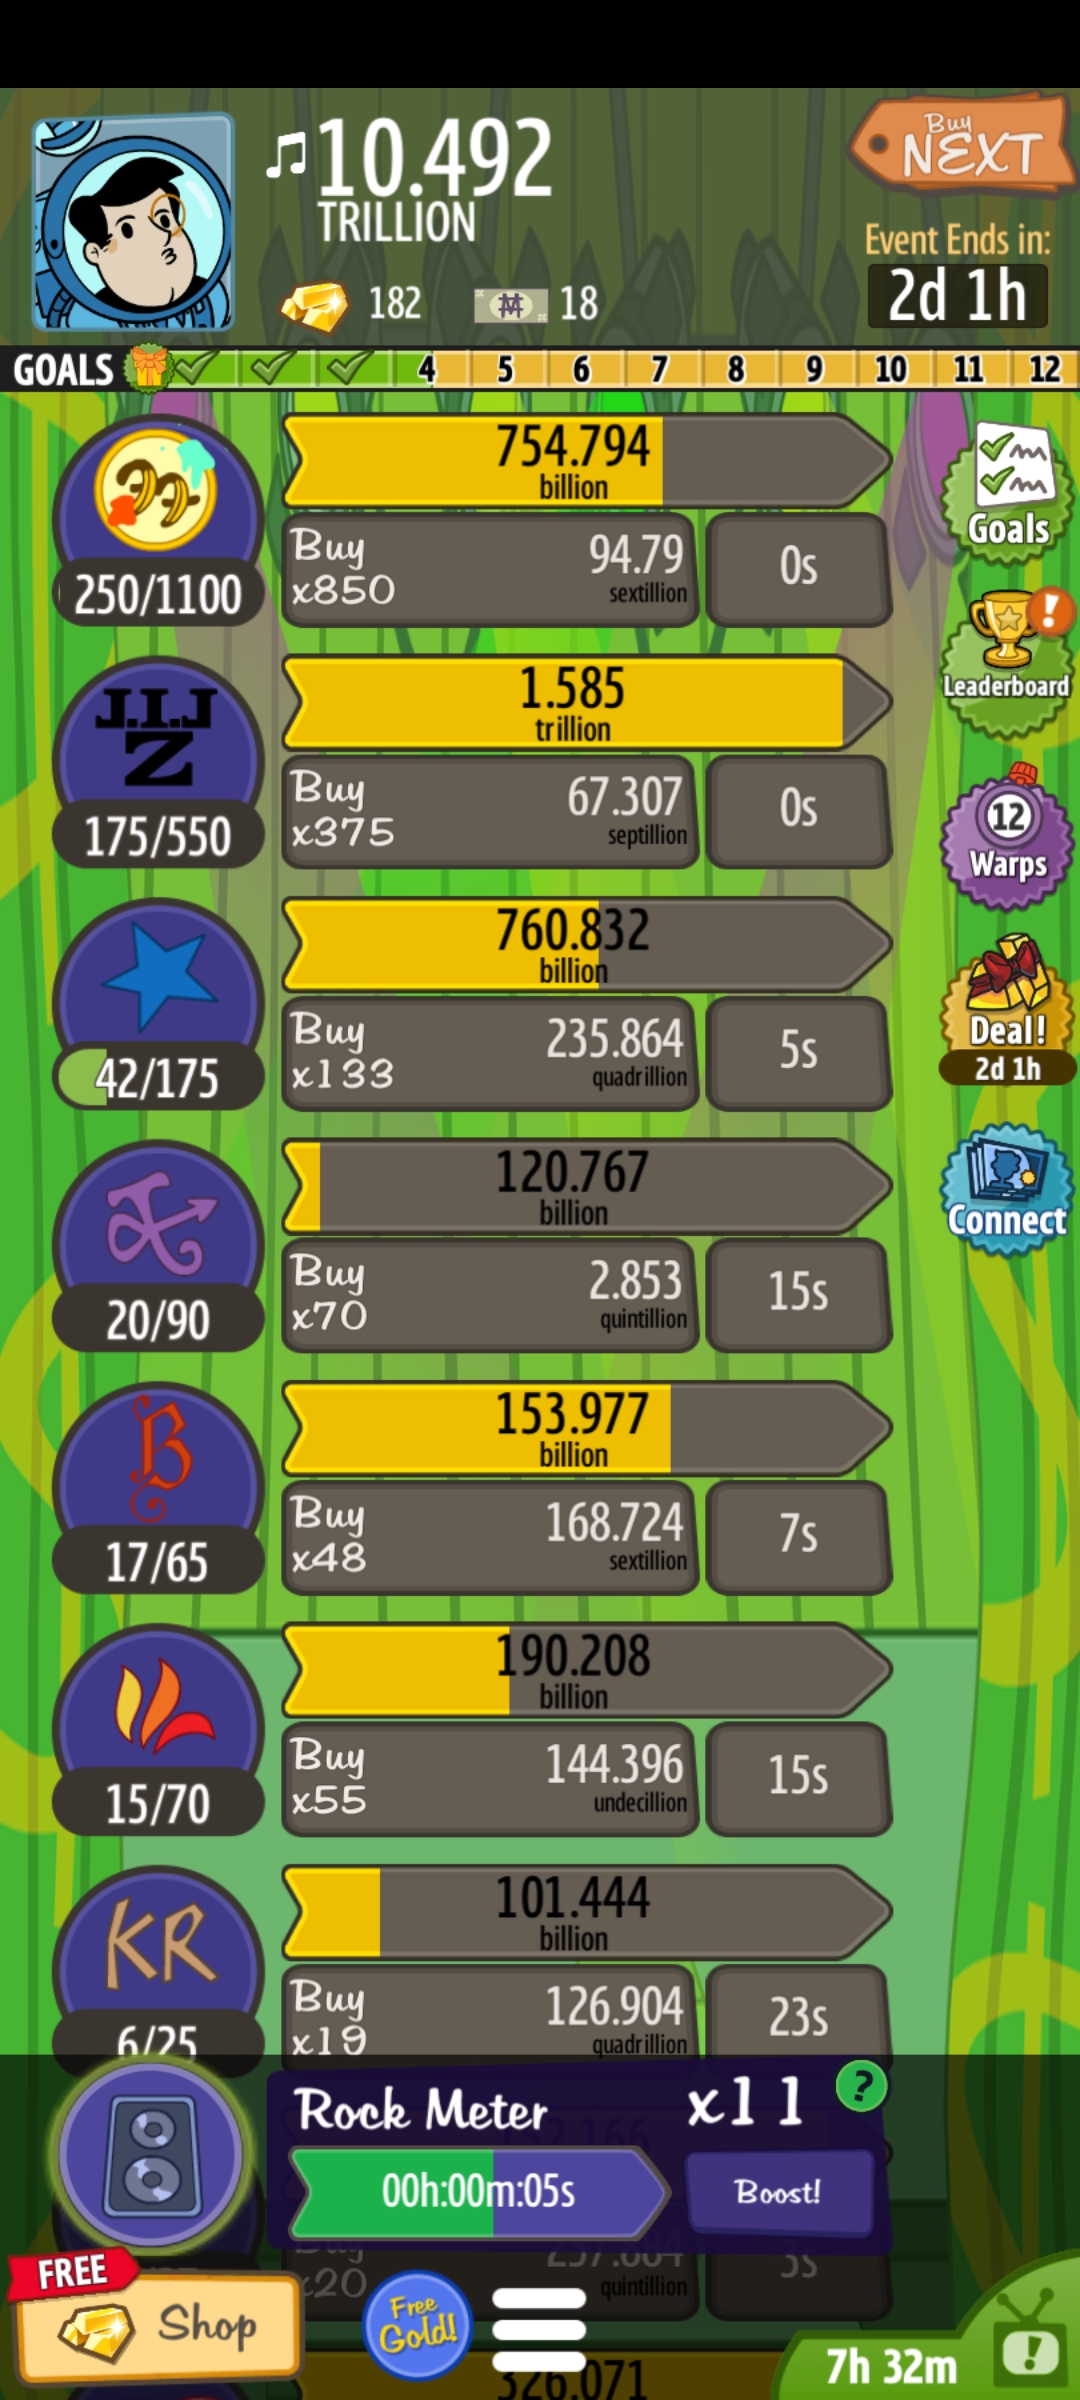 10.492
TRILLION
Buy
NEXT
182
18
Event Ends in:
2d 1h
GOALS 4 5 6 7 8 9 10 11 12
754.794
billion
250/1100
Buy
x850
94.79
sextillion
0s
Goals
J.I.J
Z
1.585
trillion
175/550
Buy
x375
67.307
septillion
0s
Leaderboard
12
Warps
760.832
billion
42/175
Buy
x133
235.864
quadrillion
5s
Deal!
2d 1h
120.767
billion
20/90
Buy
x70
2.853
quintillion
15s
Connect
B
153.977
billion
17/65
Buy
x48
168.724
sextillion
7s
190.208
billion
15/70
Buy
x55
144.396
undecillion
15s
KR
101.444
billion
6/25
Buy
x19
126.904
quadrillion
23s
Rock Meter
x11
?
00h:00m:05s
Boost!
Buy
x20
quintillion
3s
FREE
Shop
Free
Gold!
326.071
7h 32m